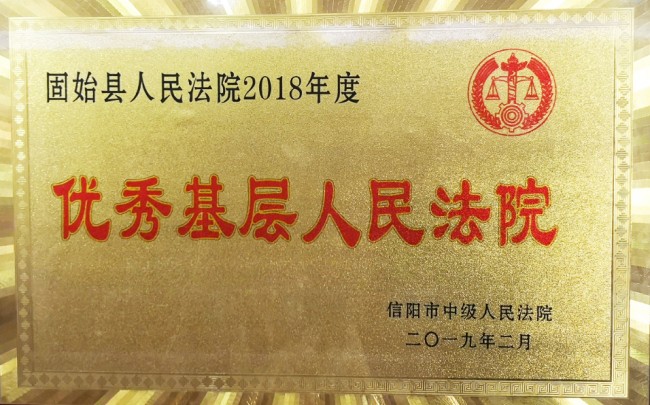 固始县人民法院2018年度
优秀基层人民法院
信阳市中级人民法院
二〇一九年二月